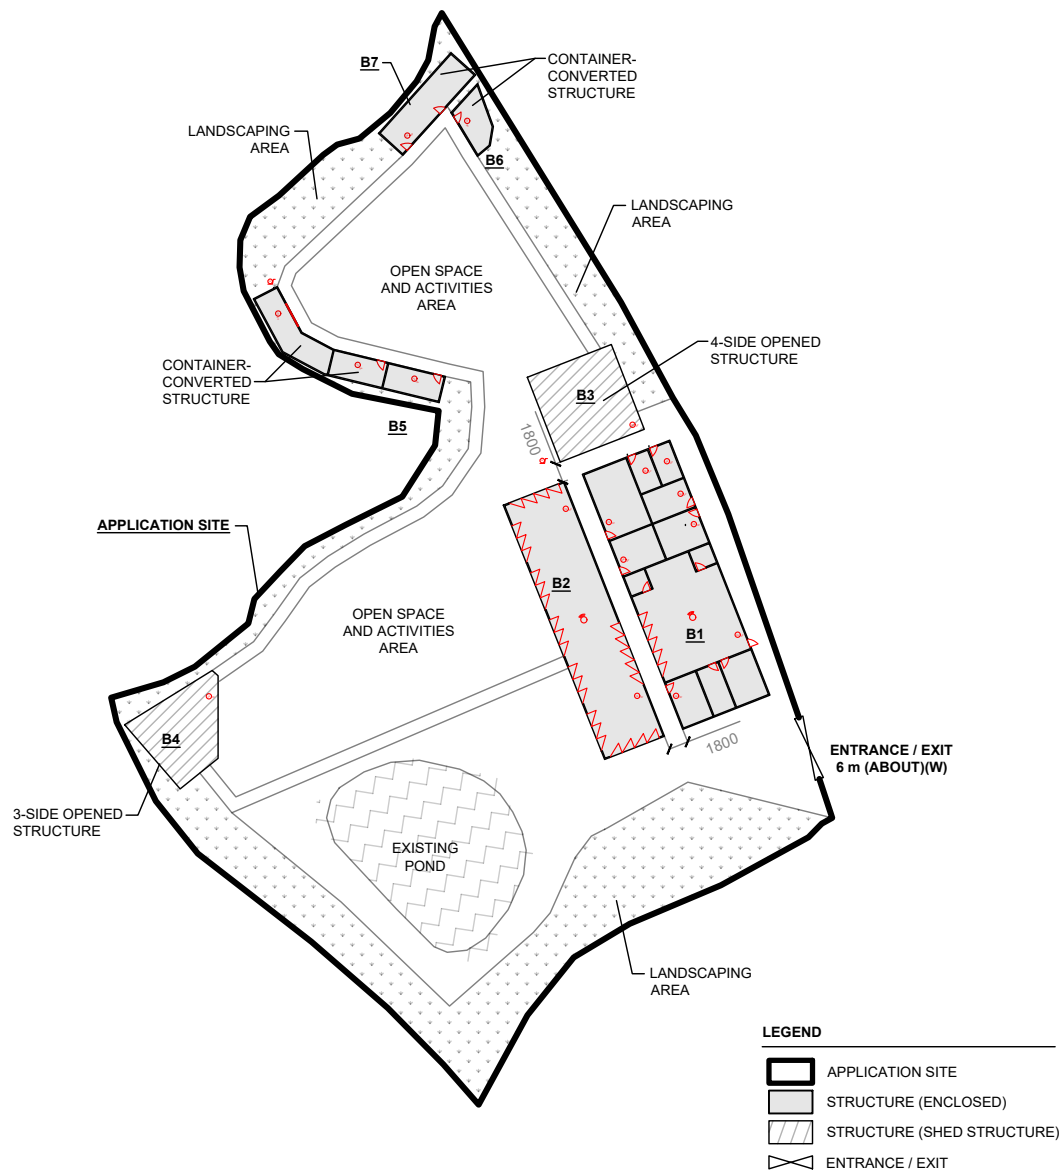 B7
CONTAINER-
CONVERTED
STRUCTURE
LANDSCAPING
AREA
B6
LANDSCAPING
AREA
OPEN SPACE
AND ACTIVITIES
AREA
4-SIDE OPENED
STRUCTURE
CONTAINER-
CONVERTED
STRUCTURE
B3
B5
1800
APPLICATION SITE
B2
OPEN SPACE
AND ACTIVITIES
AREA
B1
B4
1800
ENTRANCE / EXIT
6 m (ABOUT)(W)
3-SIDE OPENED
STRUCTURE
EXISTING
POND
LANDSCAPING
AREA
LEGEND
APPLICATION SITE
STRUCTURE (ENCLOSED)
STRUCTURE (SHED STRUCTURE)
ENTRANCE / EXIT